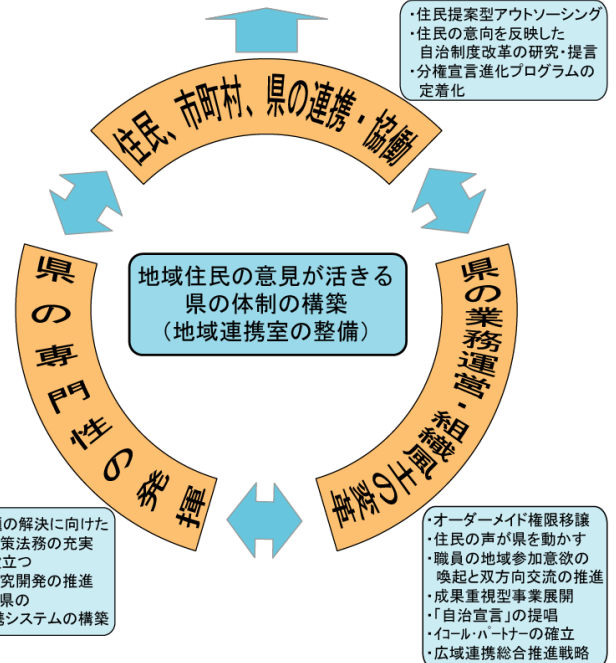 ・住民提案型アウトソーシング
・住民の意向を反映した
自治制度改革の研究・提言
・分権宣言進化プログラムの
定着化
住民、市町村、県の連携・協働
地域住民の意見が活きる
県の体制の構築
（地域連携室の整備）
県の専門性の発揮
県の業務運営・組織風土の変革
の解決に向けた
策法務の充実
立つ
究開発の推進
県の
システムの構築
・オーダーメイド権限移譲
・住民の声が県を動かす
・職員の地域参加意欲の
喚起と双方向交流の推進
・成果重視型事業展開
・「自治宣言」の提唱
・イコール・パートナーの確立
・広域連携総合推進戦略